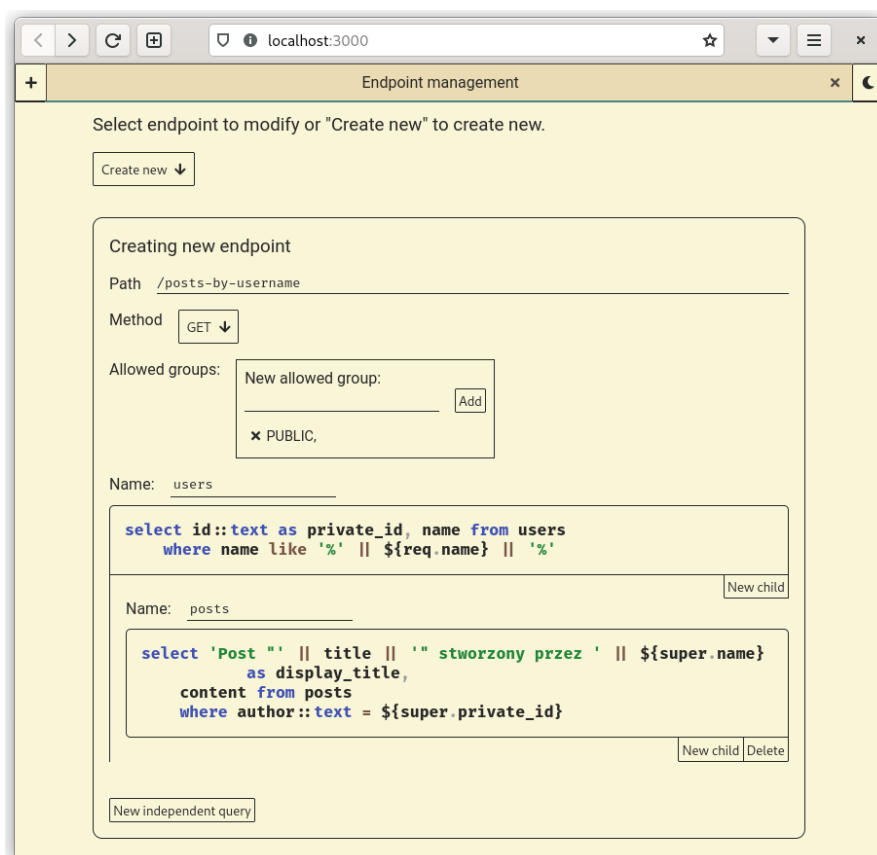 localhost:3000
Endpoint management
Select endpoint to modify or "Create new" to create new.
Create new
Creating new endpoint
Path /posts-by-username
Method GET
Allowed groups:
New allowed group:
Add
PUBLIC,
Name: users
select id::text as private_id, name from users
where name like '%' || ${req.name} || '%'
New child
Name: posts
select 'Post "' || title || '" stworzony przez ' || ${super.name}
as display_title,
content from posts
where author::text = ${super.private_id}
New child Delete
New independent query